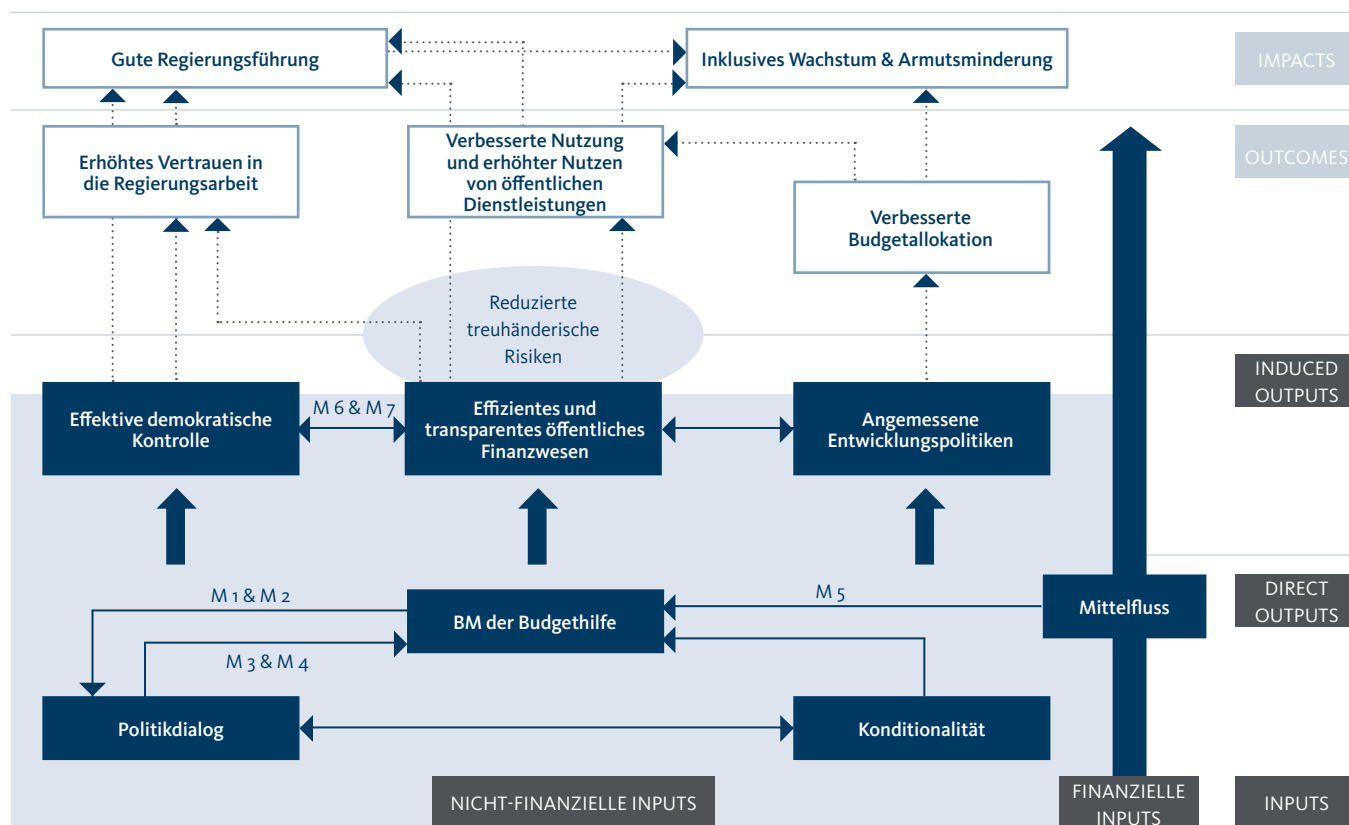 Gute Regierungsführung
Inklusives Wachstum & Armutsminderung
IMPACTS
Erhöhtes Vertrauen in
die Regierungsarbeit
Verbesserte Nutzung
und erhöhter Nutzen
von öffentlichen
Dienstleistungen
OUTCOMES
Verbesserte
Budgetallokation
Reduzierte
treuhänderische
Risiken
INDUCED
OUTPUTS
Effektive demokratische
Kontrolle
M 6 & M 7
Effizientes und
transparentes öffentliches
Finanzwesen
Angemessene
Entwicklungspolitiken
M 1 & M 2
BM der Budgethilfe
M 5
Mittelfluss
DIRECT
OUTPUTS
M 3 & M 4
Politikdialog
Konditionalität
NICHT-FINANZIELLE INPUTS
FINANZIELLE
INPUTS
INPUTS